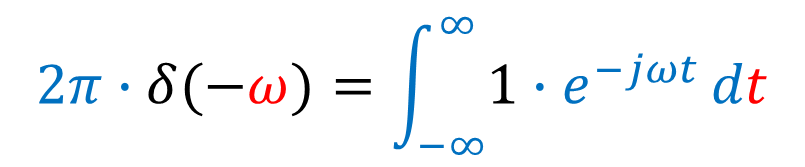 2π · δ(−ω) = ∫_{−∞}^{∞} 1 · e^{−jωt} dt